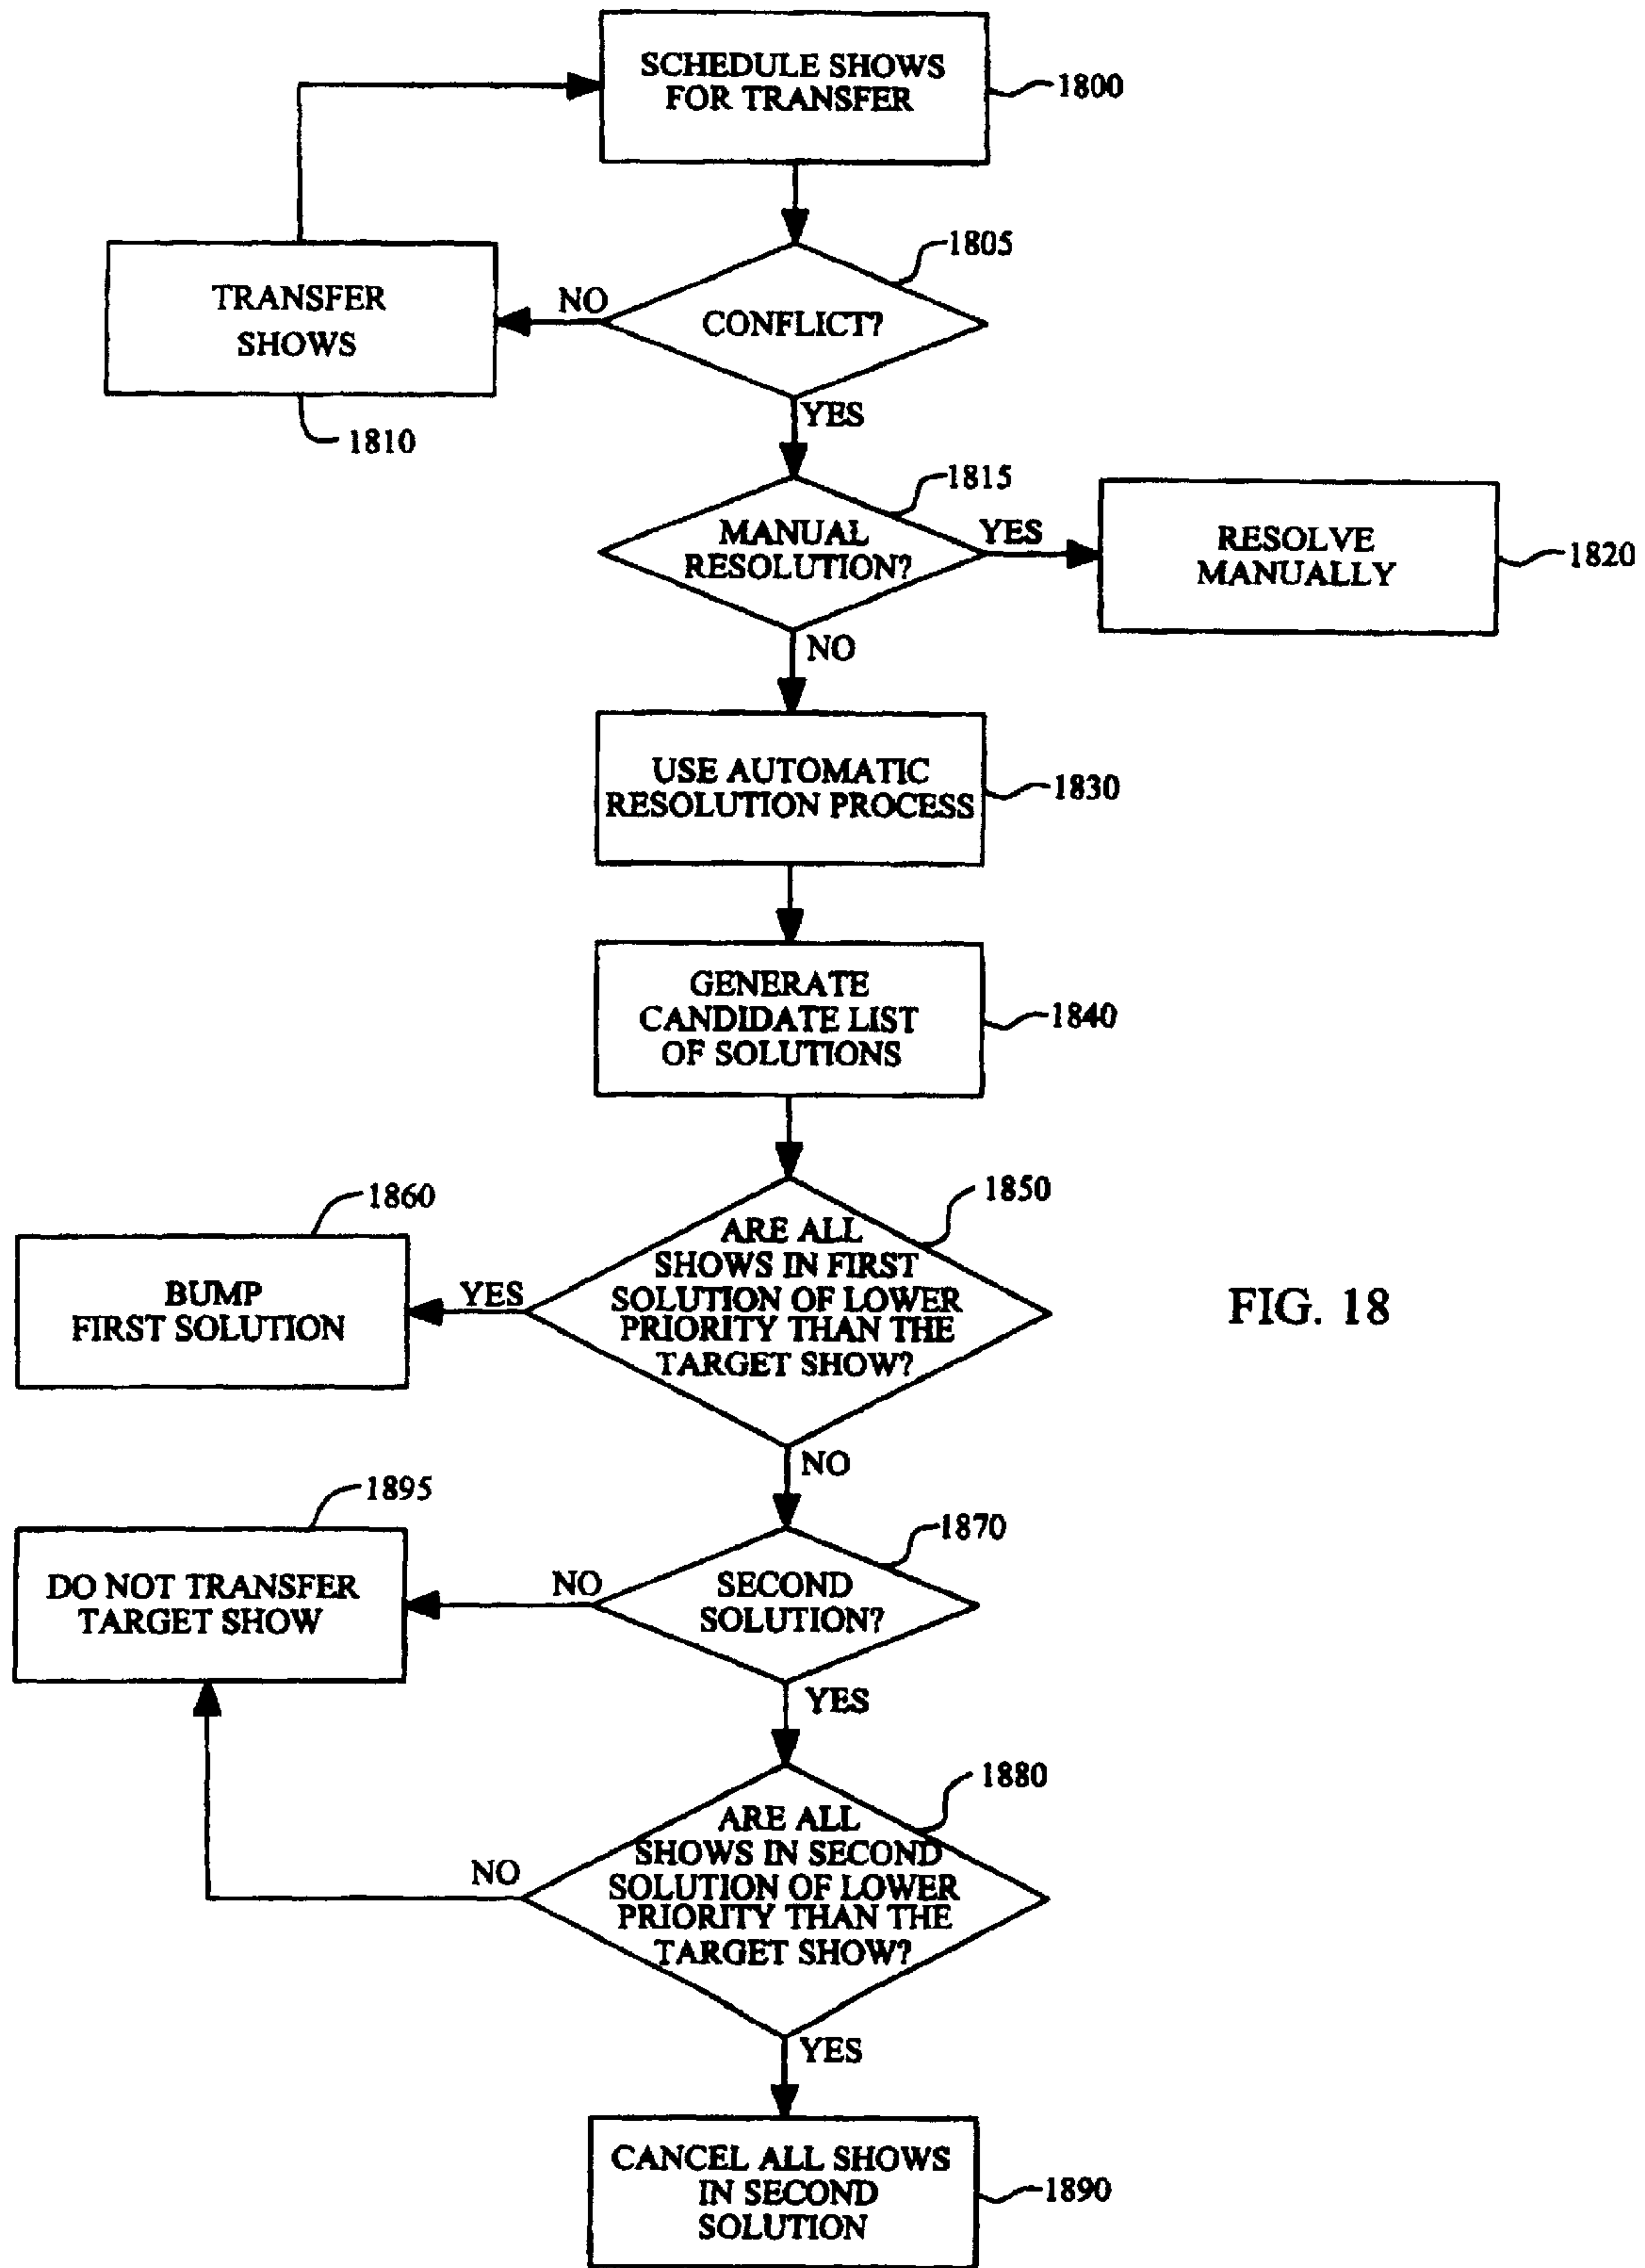 SCHEDULE SHOWS
FOR TRANSFER
1800
1805
CONFLICT?
NO
TRANSFER
SHOWS
1810
YES
1815
MANUAL
RESOLUTION?
YES
RESOLVE
MANUALLY
1820
NO
USE AUTOMATIC
RESOLUTION PROCESS
1830
GENERATE
CANDIDATE LIST
OF SOLUTIONS
1840
1850
ARE ALL
SHOWS IN FIRST
SOLUTION OF LOWER
PRIORITY THAN THE
TARGET SHOW?
YES
1860
BUMP
FIRST SOLUTION
FIG. 18
NO
1870
SECOND
SOLUTION?
NO
1895
DO NOT TRANSFER
TARGET SHOW
YES
1880
ARE ALL
SHOWS IN SECOND
SOLUTION OF LOWER
PRIORITY THAN THE
TARGET SHOW?
NO
YES
CANCEL ALL SHOWS
IN SECOND
SOLUTION
1890